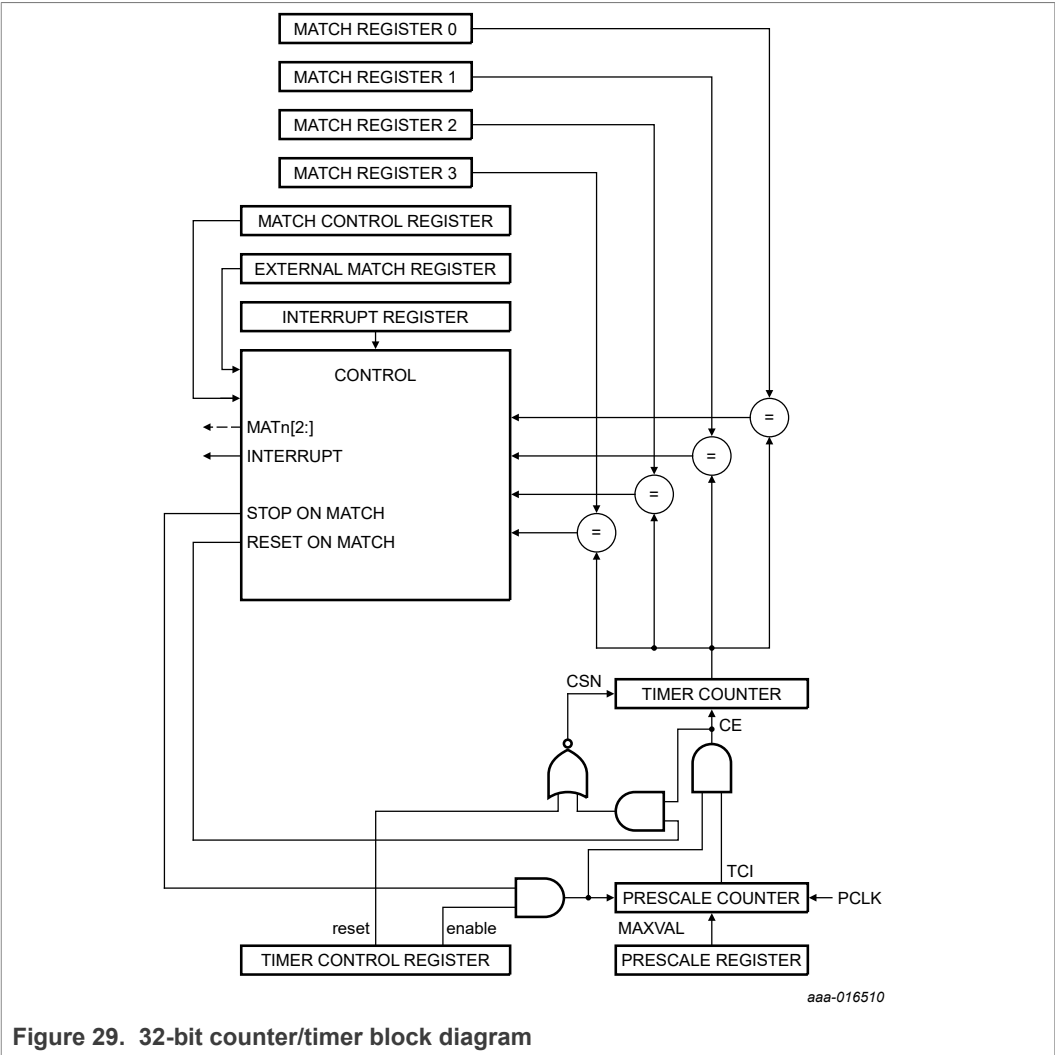 MATCH REGISTER 0
MATCH REGISTER 1
MATCH REGISTER 2
MATCH REGISTER 3
MATCH CONTROL REGISTER
EXTERNAL MATCH REGISTER
INTERRUPT REGISTER
CONTROL
=
MATn[2:]
INTERRUPT
=
=
STOP ON MATCH
=
RESET ON MATCH
CSN
TIMER COUNTER
CE
TCI
PRESCALE COUNTER
PCLK
reset
enable
MAXVAL
TIMER CONTROL REGISTER
PRESCALE REGISTER
aaa-016510
Figure 29. 32-bit counter/timer block diagram